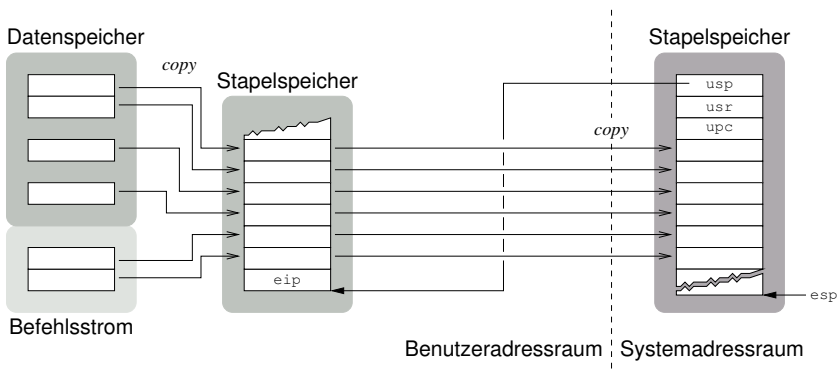 Datenspeicher
Stapelspeicher
copy
Stapelspeicher
usp
usr
copy
upc
eip
esp
Befehlsstrom
Benutzeradressraum
Systemadressraum